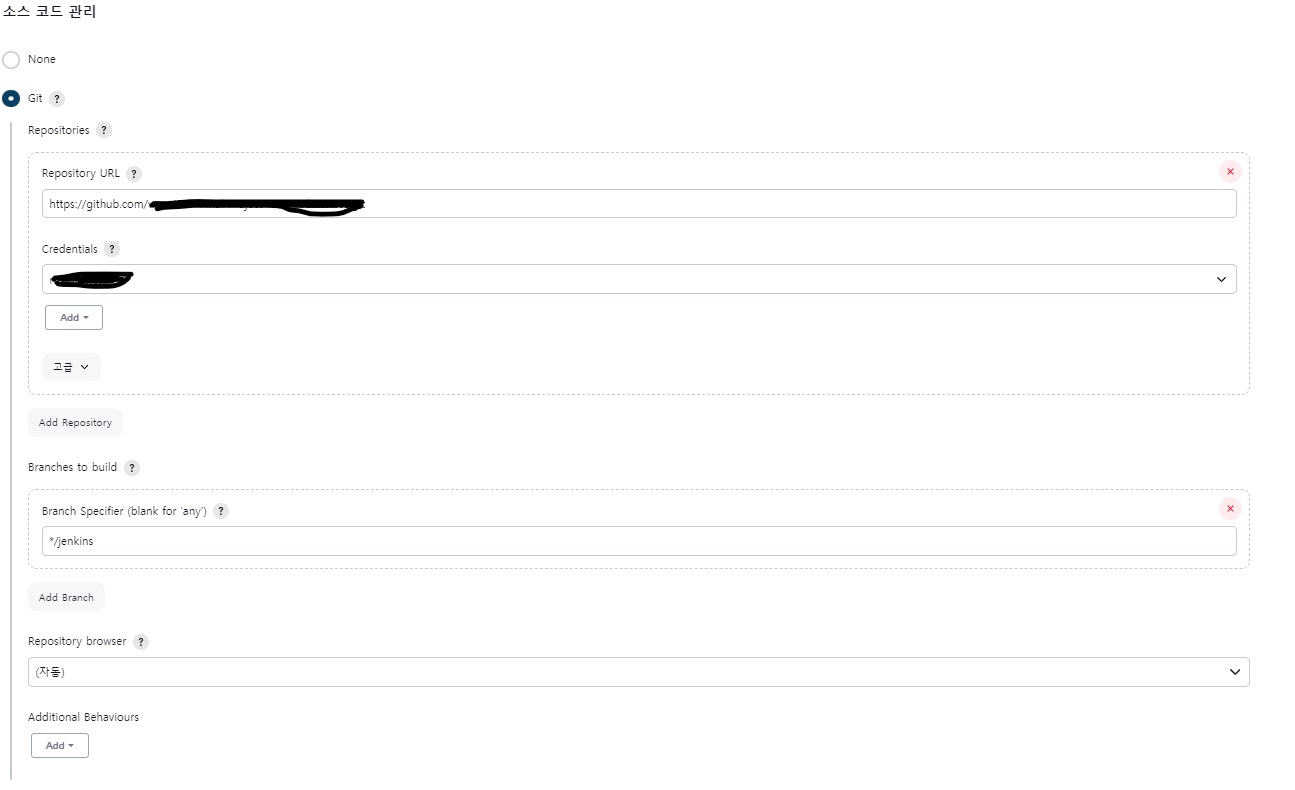 소스 코드 관리
None
Git ?
Repositories ?
Repository URL ?
https://github.com/
Credentials ?
Add
고급
Add Repository
Branches to build ?
Branch Specifier (blank for 'any') ?
*/jenkins
Add Branch
Repository browser ?
(자동)
Additional Behaviours
Add